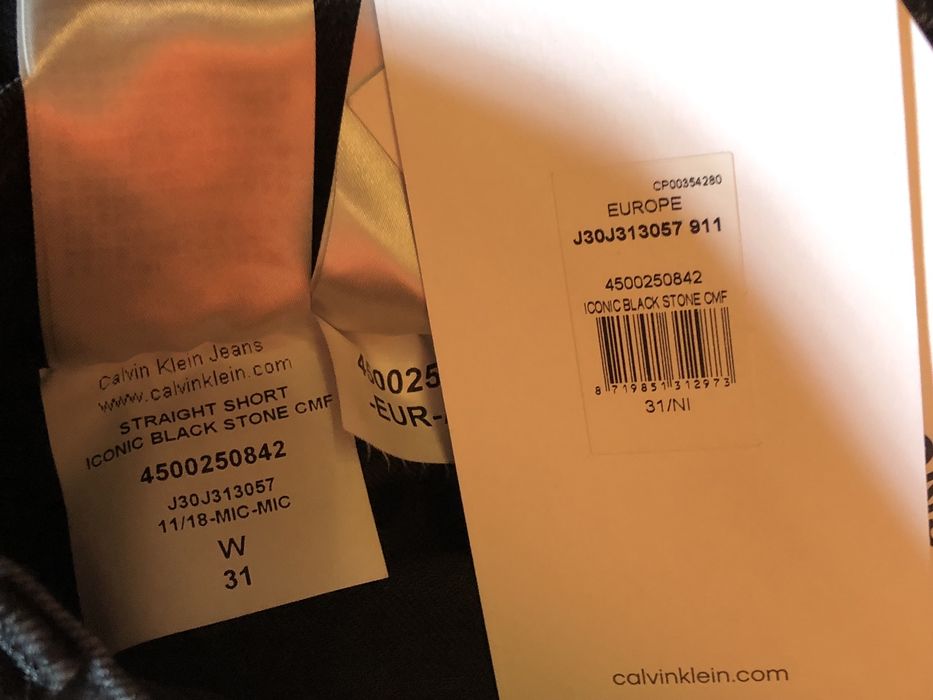 Calvin Klein Jeans
www.calvinklein.com
STRAIGHT SHORT
ICONIC BLACK STONE CMF
4500250842
J30J313057
11/18-MIC-MIC
W
31
-EUR-
CP00354280
EUROPE
J30J313057 911
4500250842
ICONIC BLACK STONE CMF
8 719851 312973
31/NI
calvinklein.com